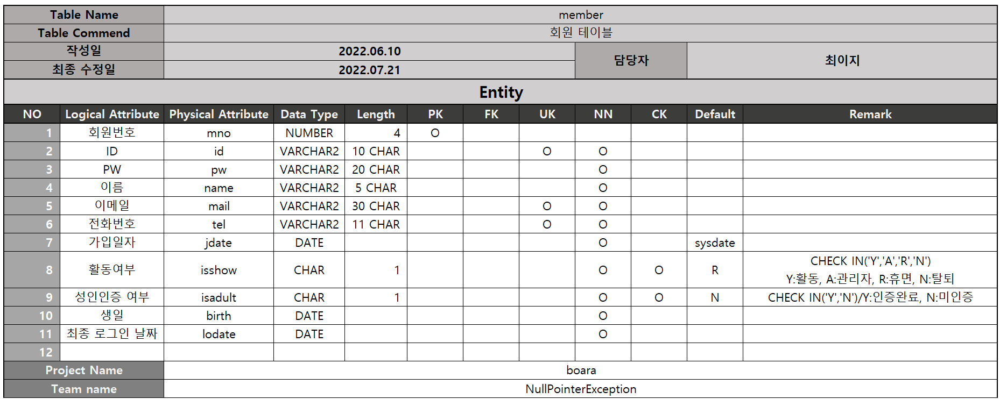 Table Name member
Table Commend 회원 테이블
작성일 2022.06.10 담당자 최이지
최종 수정일 2022.07.21
Entity
NO Logical Attribute Physical Attribute Data Type Length PK FK UK NN CK Default Remark
1 회원번호 mno NUMBER 4 O
2 ID id VARCHAR2 10 CHAR O O
3 PW pw VARCHAR2 20 CHAR O
4 이름 name VARCHAR2 5 CHAR O
5 이메일 mail VARCHAR2 30 CHAR O O
6 전화번호 tel VARCHAR2 11 CHAR O O
7 가입일자 jdate DATE O sysdate
8 활동여부 isshow CHAR 1 O O R CHECK IN('Y','A','R','N')
Y:활동, A:관리자, R:휴면, N:탈퇴
9 성인인증 여부 isadult CHAR 1 O O N CHECK IN('Y','N')/Y:인증완료, N:미인증
10 생일 birth DATE O
11 최종 로그인 날짜 lodate DATE O
12
Project Name boara
Team name NullPointerException